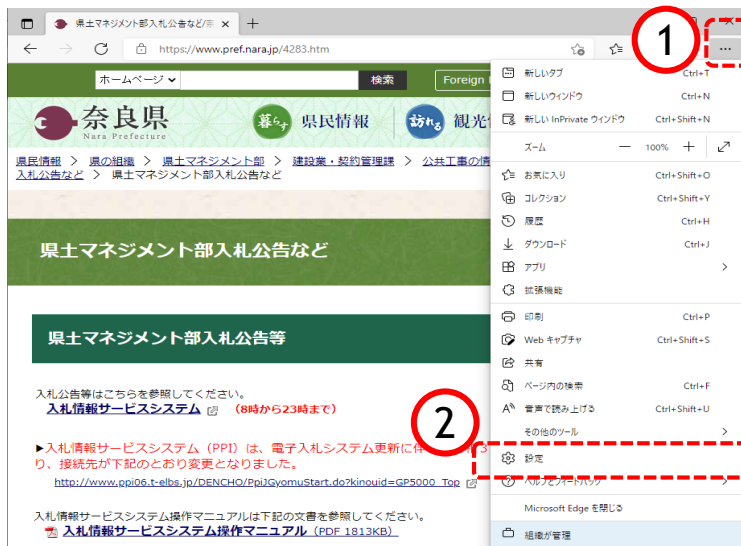 県土マネジメント部入札公告など/奈
https://www.pref.nara.jp/4283.htm
1
ホームページ
検索
Foreign
奈良県
Nara Prefecture
暮らす 県民情報
訪れる 観光
県民情報 > 県の組織 > 県土マネジメント部 > 建設業・契約管理課 > 公共工事の情
入札公告など > 県土マネジメント部入札公告など
県土マネジメント部入札公告など
県土マネジメント部入札公告等
入札公告等はこちらを参照してください。
入札情報サービスシステム (8時から23時まで)
▶入札情報サービスシステム(PPI)は、電子入札システム更新に伴
り、接続先が下記のとおり変更となりました。
http://www.ppi06.t-elbs.jp/DENCHO/PpiJGyomuStart.do?kinouid=GP5000_Top
入札情報サービスシステム操作マニュアルは下記の文書を参照してください。
入札情報サービスシステム操作マニュアル(PDF 1813KB)
新しいタブ Ctrl+T
新しいウィンドウ Ctrl+N
新しい InPrivate ウィンドウ Ctrl+Shift+N
ズーム — 100% +
お気に入り Ctrl+Shift+O
コレクション Ctrl+Shift+Y
履歴 Ctrl+H
ダウンロード Ctrl+J
アプリ
拡張機能
印刷 Ctrl+P
Web キャプチャ Ctrl+Shift+S
共有
ページ内の検索 Ctrl+F
音声で読み上げる Ctrl+Shift+U
その他のツール
2
設定
ヘルプとフィードバック
Microsoft Edge を閉じる
組織が管理